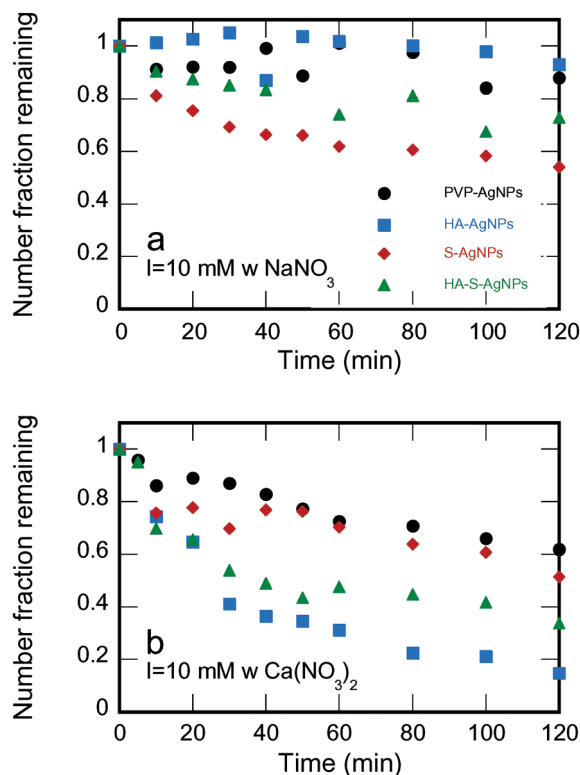 Number fraction remaining
1
0.8
0.6
0.4
0.2
0
PVP-AgNPs
HA-AgNPs
S-AgNPs
HA-S-AgNPs
a
I=10 mM w NaNO₃
0 20 40 60 80 100 120
Time (min)
Number fraction remaining
1
0.8
0.6
0.4
0.2
0
b
I=10 mM w Ca(NO₃)₂
0 20 40 60 80 100 120
Time (min)